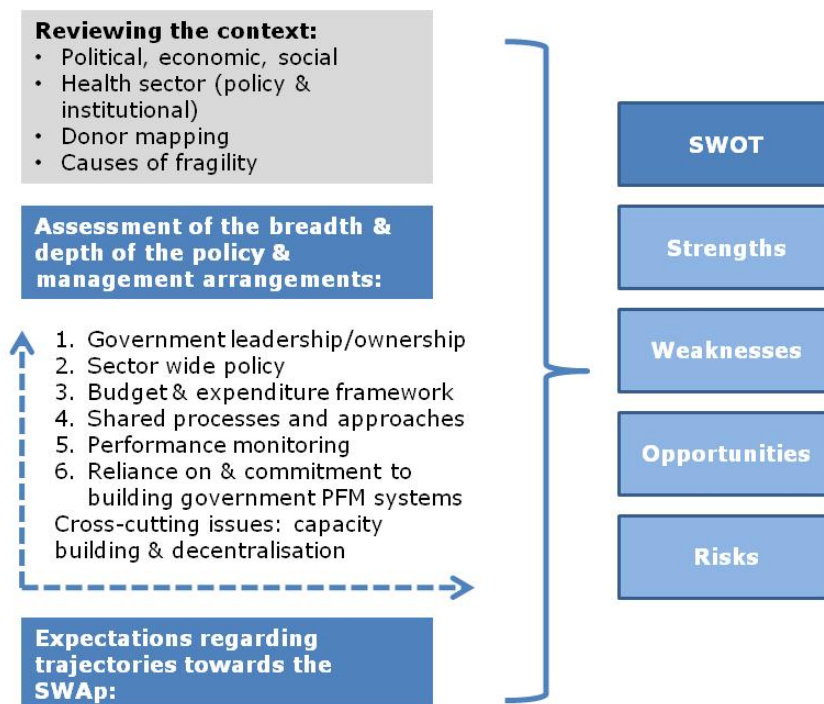 Reviewing the context:
• Political, economic, social
• Health sector (policy &
institutional)
• Donor mapping
• Causes of fragility
Assessment of the breadth &
depth of the policy &
management arrangements:
1. Government leadership/ownership
2. Sector wide policy
3. Budget & expenditure framework
4. Shared processes and approaches
5. Performance monitoring
6. Reliance on & commitment to
building government PFM systems
Cross-cutting issues: capacity
building & decentralisation
Expectations regarding
trajectories towards the
SWAp:
SWOT
Strengths
Weaknesses
Opportunities
Risks